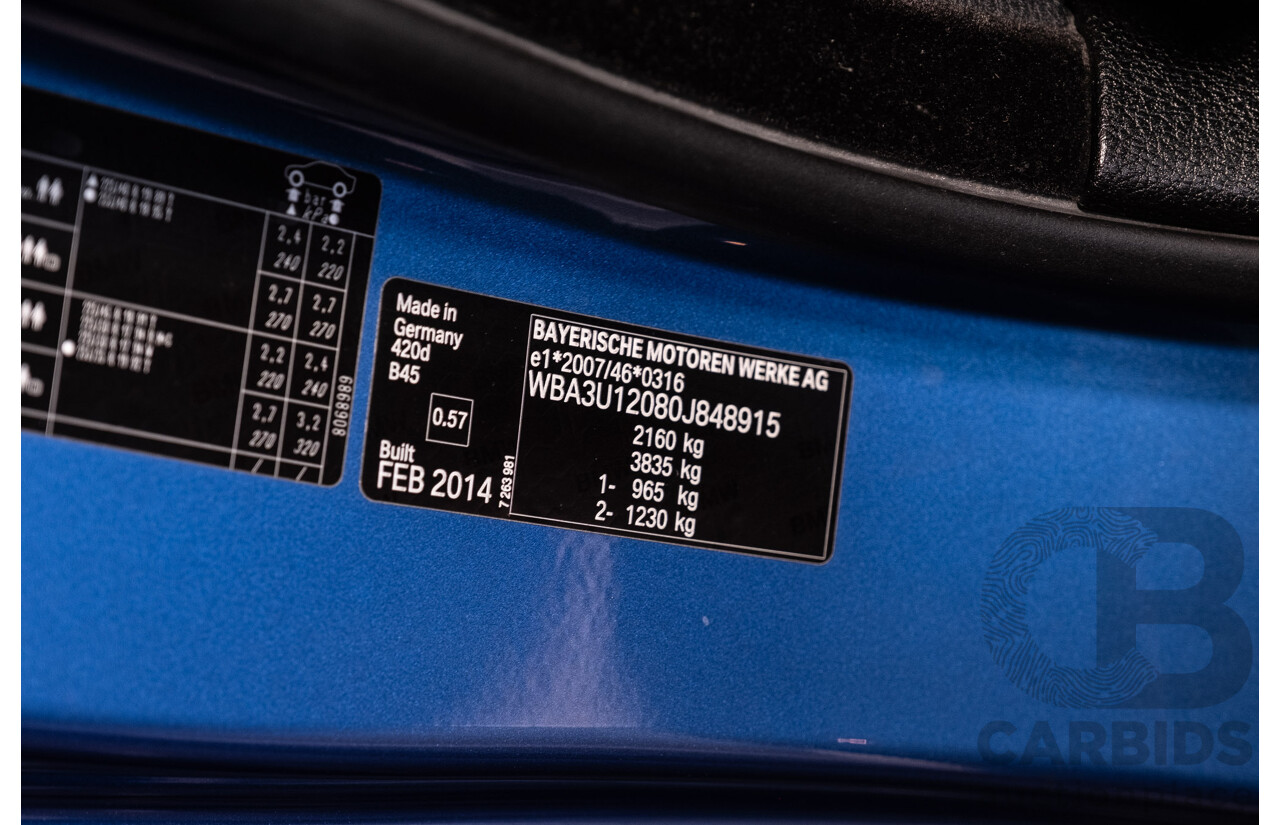 bar
kPa
2,4 2,2
240 220
2,7 2,7
270 270
2,2 2,4
220 240
2,7 3,2
270 320
8068989
Made in
Germany
420d
B45
0.57
Built
FEB 2014
7 263 981
BAYERISCHE MOTOREN WERKE AG
e1*2007/46*0316
WBA3U12080J848915
2160 kg
3835 kg
1- 965 kg
2- 1230 kg
CB
CARBIDS